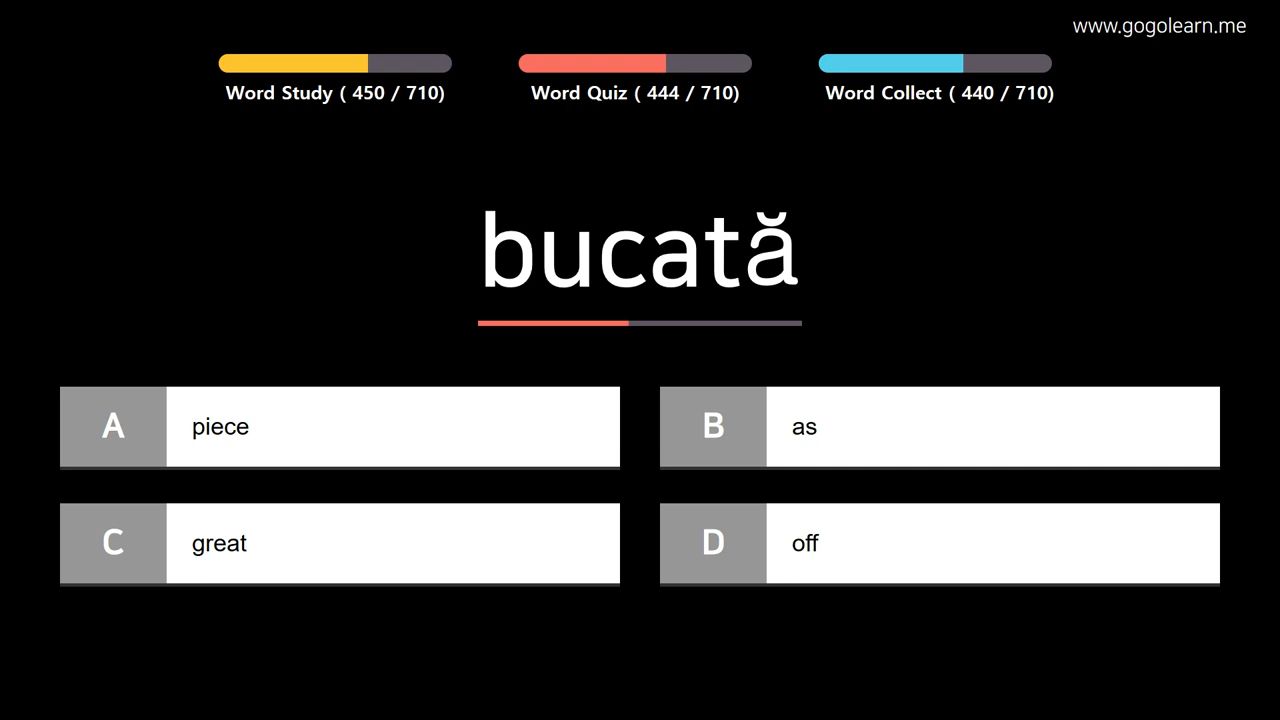 www.gogolearn.me
Word Study ( 450 / 710)
Word Quiz ( 444 / 710)
Word Collect ( 440 / 710)
bucată
A piece
B as
C great
D off